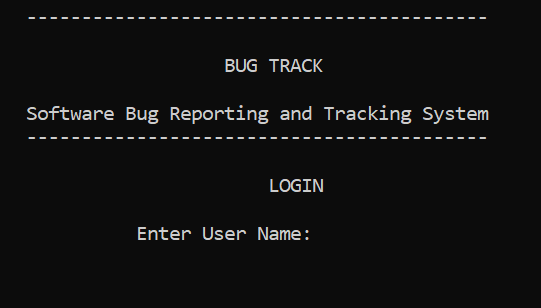 ------------------------------------------
BUG TRACK
Software Bug Reporting and Tracking System
------------------------------------------
LOGIN
Enter User Name: